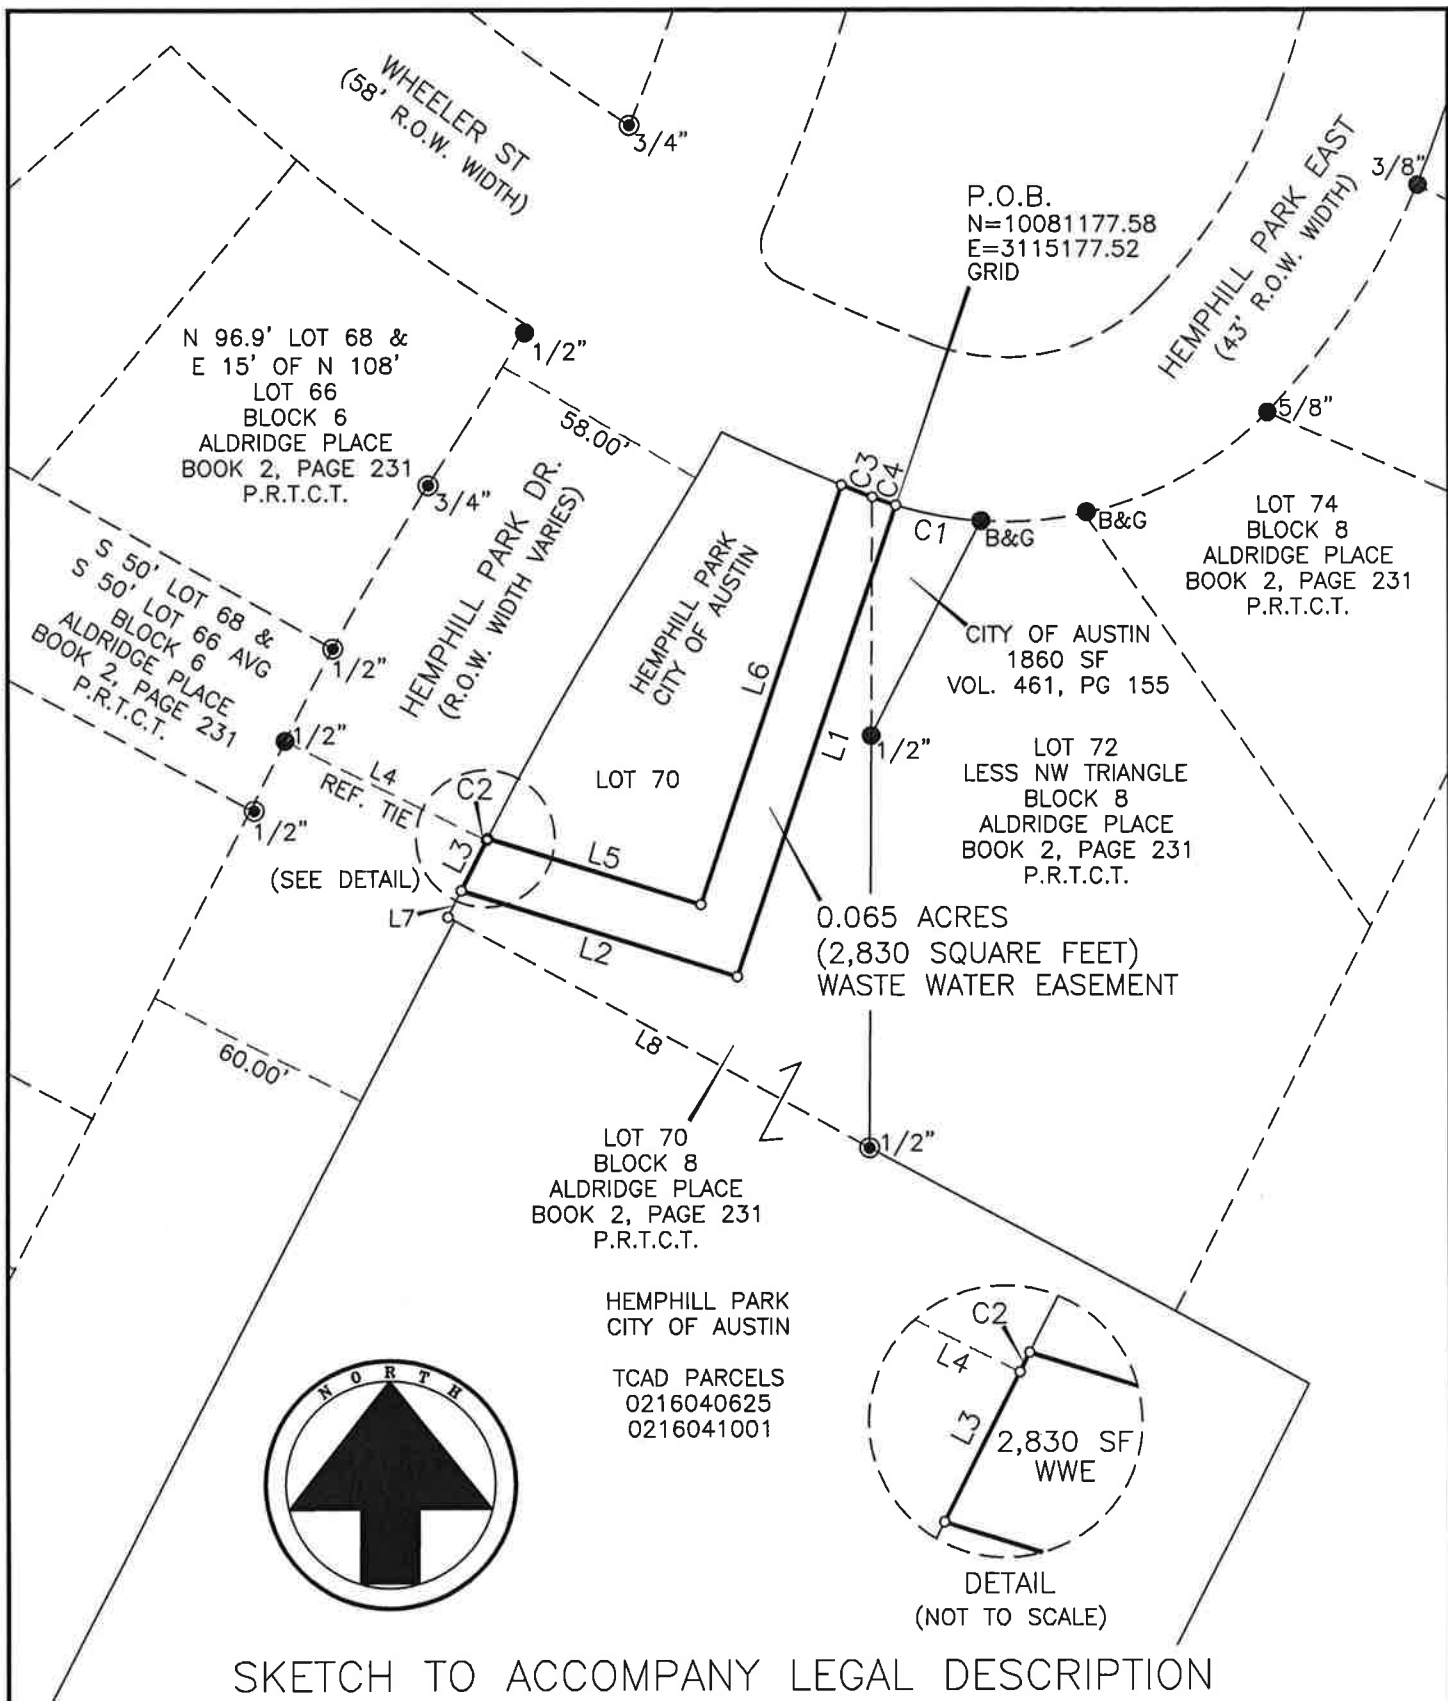 WHEELER ST
(58' R.O.W. WIDTH)
3/4"
P.O.B.
N=10081177.58
E=3115177.52
GRID
HEMPHILL PARK EAST
(43' R.O.W. WIDTH)
3/8"
N 96.9' LOT 68 &
E 15' OF N 108'
LOT 66
BLOCK 6
ALDRIDGE PLACE
BOOK 2, PAGE 231
P.R.T.C.T.
1/2"
58.00'
3/4"
5/8"
C3
C4
C1
B&G
B&G
LOT 74
BLOCK 8
ALDRIDGE PLACE
BOOK 2, PAGE 231
P.R.T.C.T.
S 50' LOT 68 &
S 50' LOT 66 AVG
BLOCK 6
ALDRIDGE PLACE
BOOK 2, PAGE 231
P.R.T.C.T.
1/2"
HEMPHILL PARK DR.
(R.O.W. WIDTH VARIES)
HEMPHILL PARK
CITY OF AUSTIN
CITY OF AUSTIN
1860 SF
VOL. 461, PG 155
L6
L1
1/2"
1/2"
L4
REF. TIE
C2
LOT 70
LOT 72
LESS NW TRIANGLE
BLOCK 8
ALDRIDGE PLACE
BOOK 2, PAGE 231
P.R.T.C.T.
1/2"
(SEE DETAIL)
L3
L5
L7
L2
0.065 ACRES
(2,830 SQUARE FEET)
WASTE WATER EASEMENT
60.00'
L8
1/2"
LOT 70
BLOCK 8
ALDRIDGE PLACE
BOOK 2, PAGE 231
P.R.T.C.T.
HEMPHILL PARK
CITY OF AUSTIN
TCAD PARCELS
0216040625
0216041001
NORTH
C2
L4
L3
2,830 SF
WWE
DETAIL
(NOT TO SCALE)
SKETCH TO ACCOMPANY LEGAL DESCRIPTION